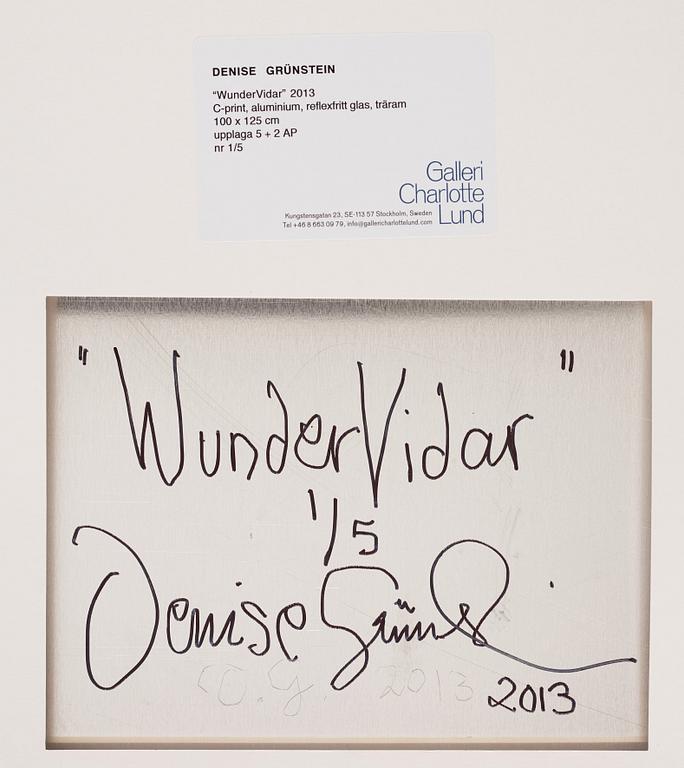 DENISE GRÜNSTEIN
"WunderVidar" 2013
C-print, aluminium, reflexfritt glas, träram
100 x 125 cm
upplaga 5 + 2 AP
nr 1/5
Galleri
Charlotte
Lund
Kungstensgatan 23, SE-113 57 Stockholm, Sweden
Tel +46 8 663 09 79, info@gallericharlottelund.com
"WunderVidar"
1/5
Denise
D.G. 2013
2013